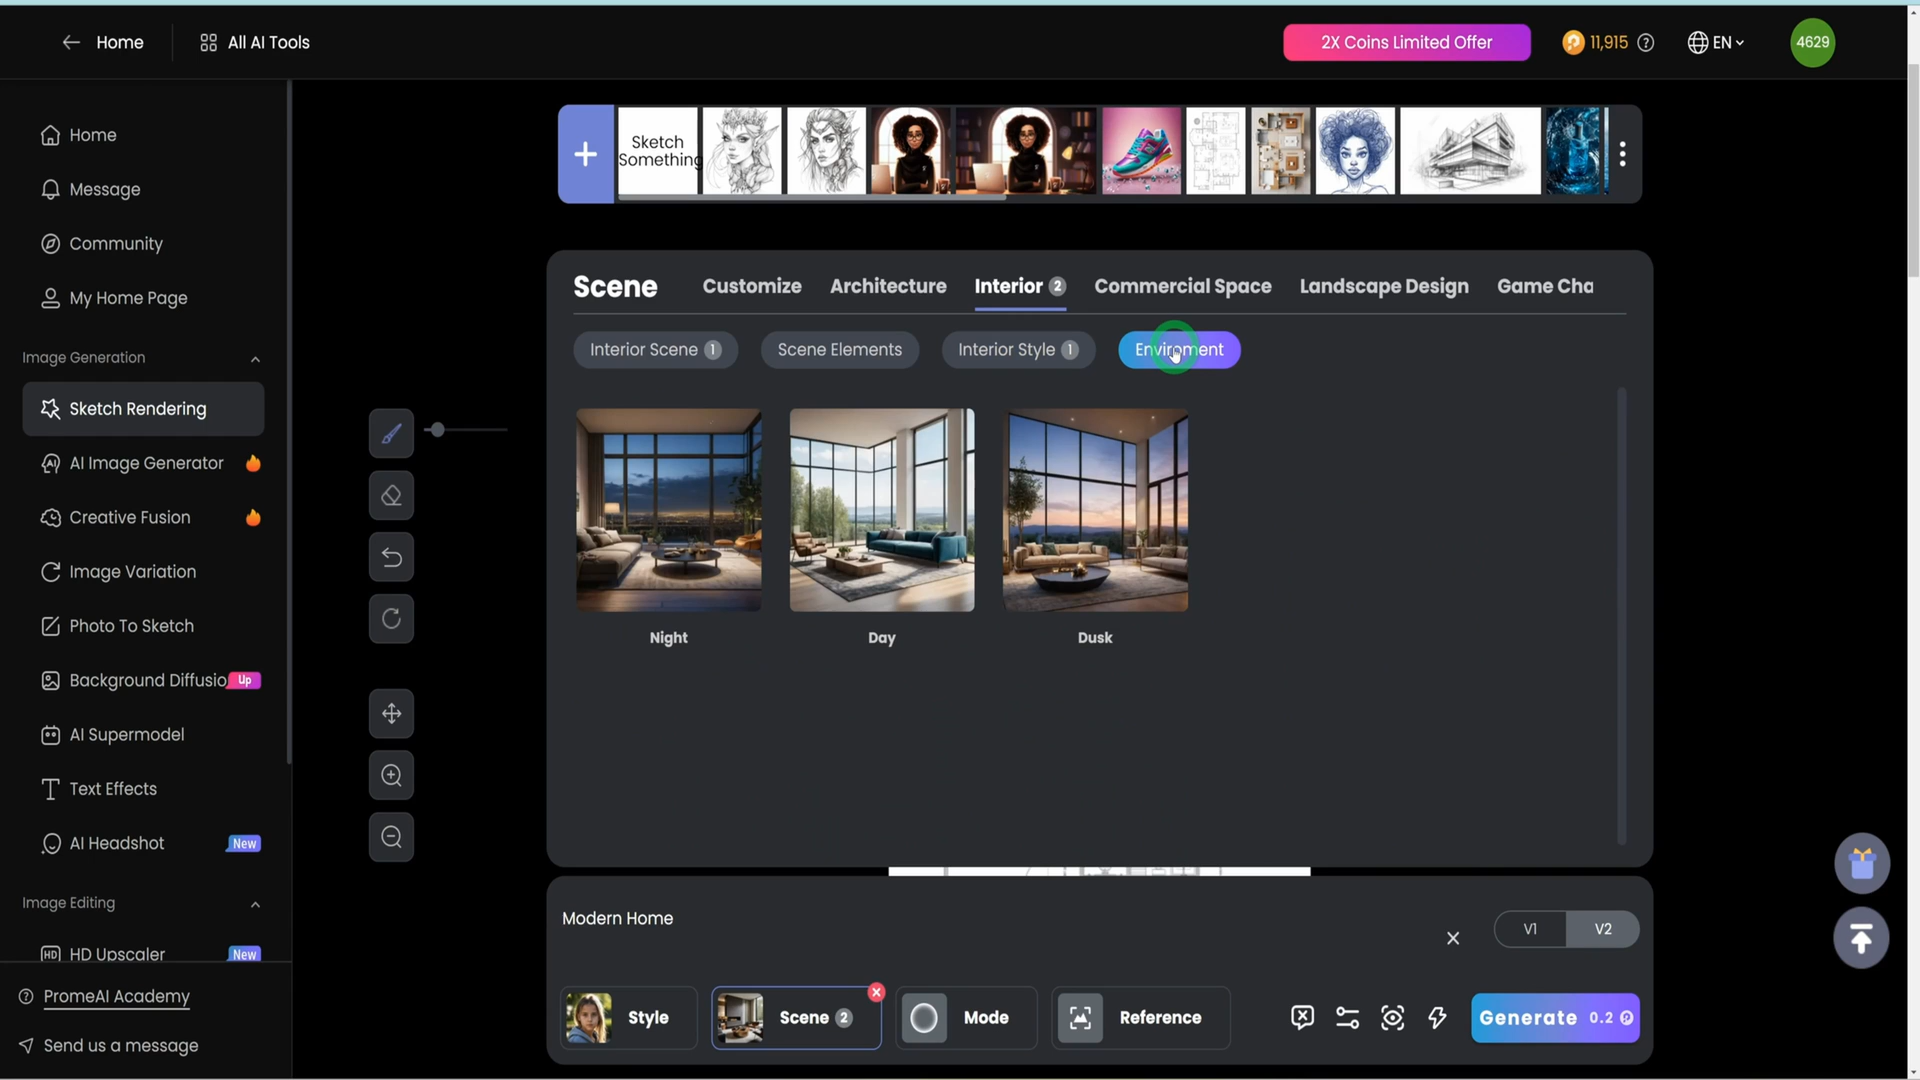 Home
All AI Tools
2X Coins Limited Offer
11,915
EN
4629
Home
Message
Community
My Home Page
Image Generation
Sketch Rendering
AI Image Generator
Creative Fusion
Image Variation
Photo To Sketch
Background Diffusio Up
AI Supermodel
Text Effects
AI Headshot New
Image Editing
HD HD Upscaler New
PromeAI Academy
Send us a message
Sketch
Something
Scene
Customize
Architecture
Interior 2
Commercial Space
Landscape Design
Game Cha
Interior Scene 1
Scene Elements
Interior Style 1
Enviroment
Night
Day
Dusk
Modern Home
V1
V2
Style
Scene 2
Mode
Reference
Generate 0.2